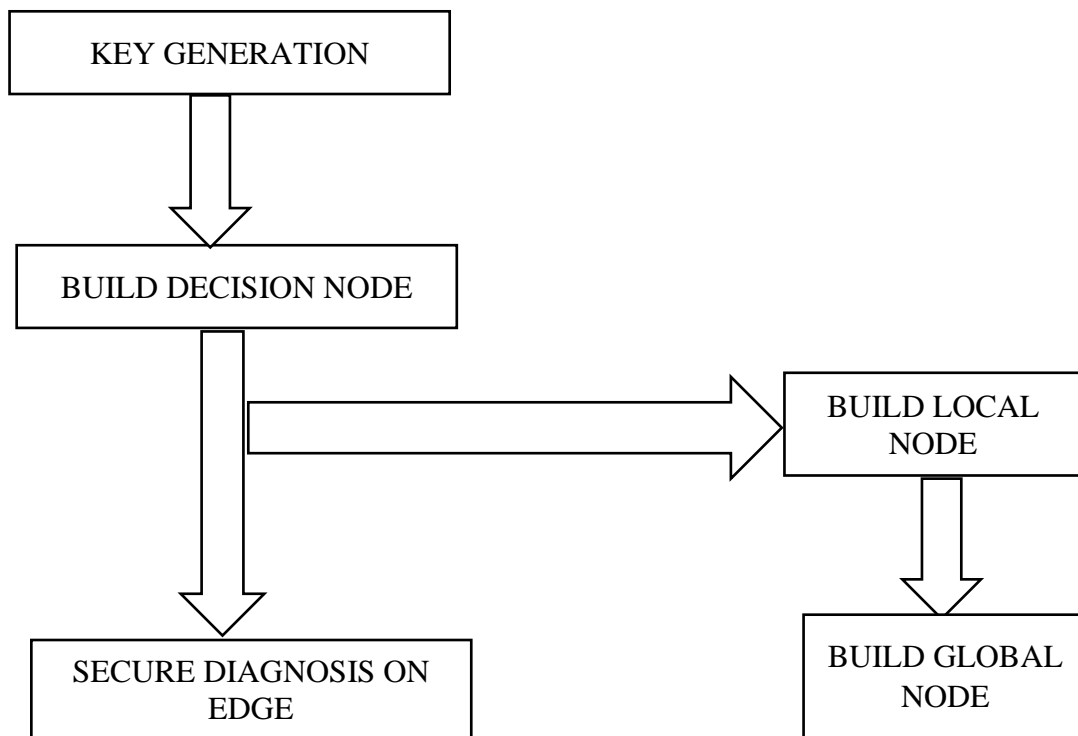 KEY GENERATION
BUILD DECISION NODE
BUILD LOCAL
NODE
SECURE DIAGNOSIS ON
EDGE
BUILD GLOBAL
NODE